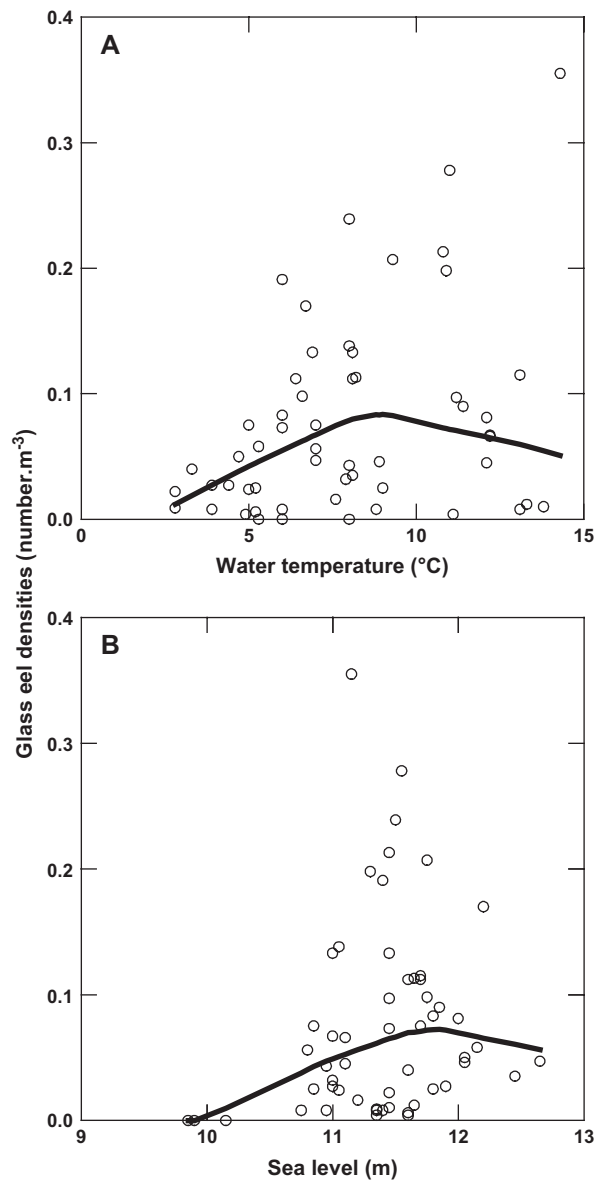 A
0.4
0.3
0.2
0.1
0.0
0 5 10 15
Water temperature (°C)
Glass eel densities (number.m⁻³)
B
0.4
0.3
0.2
0.1
0.0
9 10 11 12 13
Sea level (m)